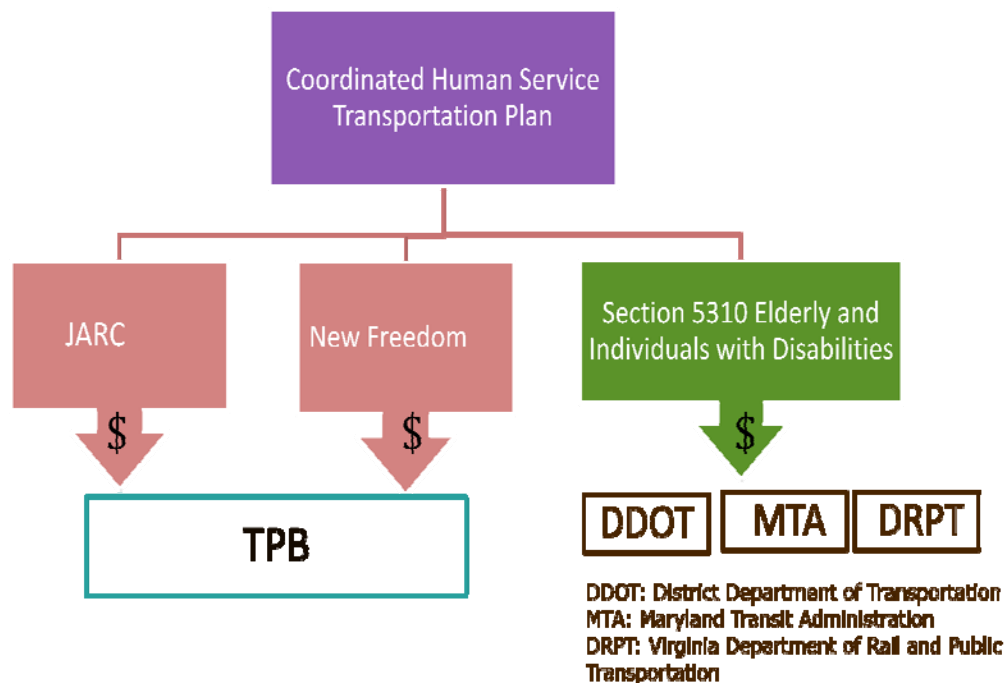 Coordinated Human Service
Transportation Plan
JARC
New Freedom
Section 5310 Elderly and
Individuals with Disabilities
$
$
$
TPB
DDOT
MTA
DRPT
DDOT: District Department of Transportation
MTA: Maryland Transit Administration
DRPT: Virginia Department of Rail and Public
Transportation